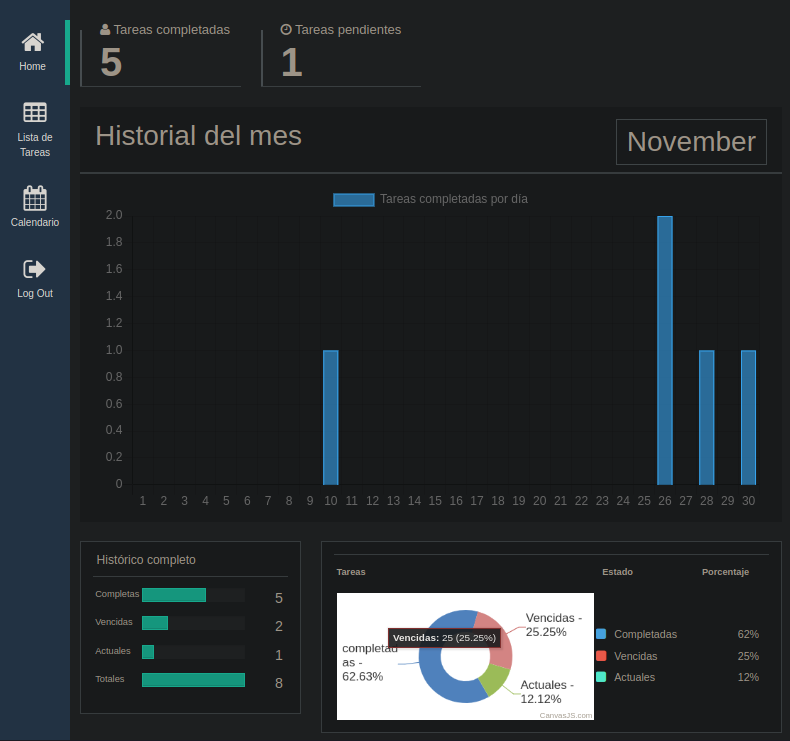 Home
Lista de
Tareas
Calendario
Log Out
Tareas completadas
5
Tareas pendientes
1
Historial del mes
November
Tareas completadas por día
2.0
1.8
1.6
1.4
1.2
1.0
0.8
0.6
0.4
0.2
0
1 2 3 4 5 6 7 8 9 10 11 12 13 14 15 16 17 18 19 20 21 22 23 24 25 26 27 28 29 30
Histórico completo
Completas 5
Vencidas 2
Actuales 1
Totales 8
Tareas Estado Porcentaje
Vencidas -
25.25%
Vencidas: 25 (25.25%)
completad
as -
62.63%
Actuales -
12.12%
CanvasJS.com
Completadas 62%
Vencidas 25%
Actuales 12%